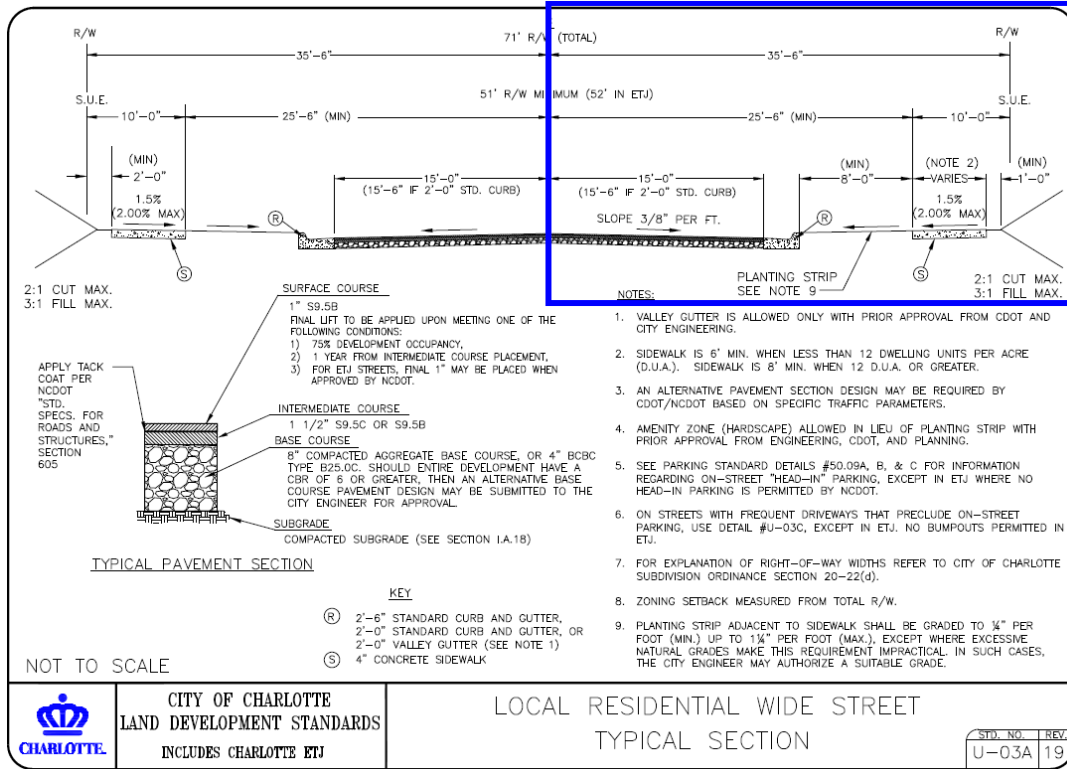 R/W
71' R/W (TOTAL)
R/W
35'-6"
35'-6"
51' R/W MINIMUM (52' IN ETJ)
S.U.E.
S.U.E.
10'-0"
25'-6" (MIN)
25'-6" (MIN)
10'-0"
(MIN)
2'-0"
15'-0"
(15'-6" IF 2'-0" STD. CURB)
15'-0"
(15'-6" IF 2'-0" STD. CURB)
(MIN)
8'-0"
(NOTE 2)
VARIES
(MIN)
1'-0"
1.5%
(2.00% MAX)
R
SLOPE 3/8" PER FT.
R
1.5%
(2.00% MAX)
S
S
2:1 CUT MAX.
3:1 FILL MAX.
PLANTING STRIP
SEE NOTE 9
2:1 CUT MAX.
3:1 FILL MAX.
SURFACE COURSE
1" S9.5B
FINAL LIFT TO BE APPLIED UPON MEETING ONE OF THE
FOLLOWING CONDITIONS:
1) 75% DEVELOPMENT OCCUPANCY,
2) 1 YEAR FROM INTERMEDIATE COURSE PLACEMENT,
3) FOR ETJ STREETS, FINAL 1" MAY BE PLACED WHEN
APPROVED BY NCDOT.
APPLY TACK
COAT PER
NCDOT
"STD.
SPECS. FOR
ROADS AND
STRUCTURES,"
SECTION
605
INTERMEDIATE COURSE
1 1/2" S9.5C OR S9.5B
BASE COURSE
8" COMPACTED AGGREGATE BASE COURSE, OR 4" BCBC
TYPE B25.0C. SHOULD ENTIRE DEVELOPMENT HAVE A
CBR OF 6 OR GREATER, THEN AN ALTERNATIVE BASE
COURSE PAVEMENT DESIGN MAY BE SUBMITTED TO THE
CITY ENGINEER FOR APPROVAL.
SUBGRADE
COMPACTED SUBGRADE (SEE SECTION I.A.18)
TYPICAL PAVEMENT SECTION
KEY
R 2'-6" STANDARD CURB AND GUTTER,
2'-0" STANDARD CURB AND GUTTER, OR
2'-0" VALLEY GUTTER (SEE NOTE 1)
S 4" CONCRETE SIDEWALK
NOTES:
1. VALLEY GUTTER IS ALLOWED ONLY WITH PRIOR APPROVAL FROM CDOT AND
CITY ENGINEERING.
2. SIDEWALK IS 6' MIN. WHEN LESS THAN 12 DWELLING UNITS PER ACRE
(D.U.A.). SIDEWALK IS 8' MIN. WHEN 12 D.U.A. OR GREATER.
3. AN ALTERNATIVE PAVEMENT SECTION DESIGN MAY BE REQUIRED BY
CDOT/NCDOT BASED ON SPECIFIC TRAFFIC PARAMETERS.
4. AMENITY ZONE (HARDSCAPE) ALLOWED IN LIEU OF PLANTING STRIP WITH
PRIOR APPROVAL FROM ENGINEERING, CDOT, AND PLANNING.
5. SEE PARKING STANDARD DETAILS #50.09A, B, & C FOR INFORMATION
REGARDING ON-STREET "HEAD-IN" PARKING, EXCEPT IN ETJ WHERE NO
HEAD-IN PARKING IS PERMITTED BY NCDOT.
6. ON STREETS WITH FREQUENT DRIVEWAYS THAT PRECLUDE ON-STREET
PARKING, USE DETAIL #U-03C, EXCEPT IN ETJ. NO BUMPOUTS PERMITTED IN
ETJ.
7. FOR EXPLANATION OF RIGHT-OF-WAY WIDTHS REFER TO CITY OF CHARLOTTE
SUBDIVISION ORDINANCE SECTION 20-22(d).
8. ZONING SETBACK MEASURED FROM TOTAL R/W.
9. PLANTING STRIP ADJACENT TO SIDEWALK SHALL BE GRADED TO ¼" PER
FOOT (MIN.) UP TO 1¼" PER FOOT (MAX.), EXCEPT WHERE EXCESSIVE
NATURAL GRADES MAKE THIS REQUIREMENT IMPRACTICAL. IN SUCH CASES,
THE CITY ENGINEER MAY AUTHORIZE A SUITABLE GRADE.
NOT TO SCALE
CHARLOTTE.
CITY OF CHARLOTTE
LAND DEVELOPMENT STANDARDS
INCLUDES CHARLOTTE ETJ
LOCAL RESIDENTIAL WIDE STREET
TYPICAL SECTION
STD. NO. REV.
U-03A 19